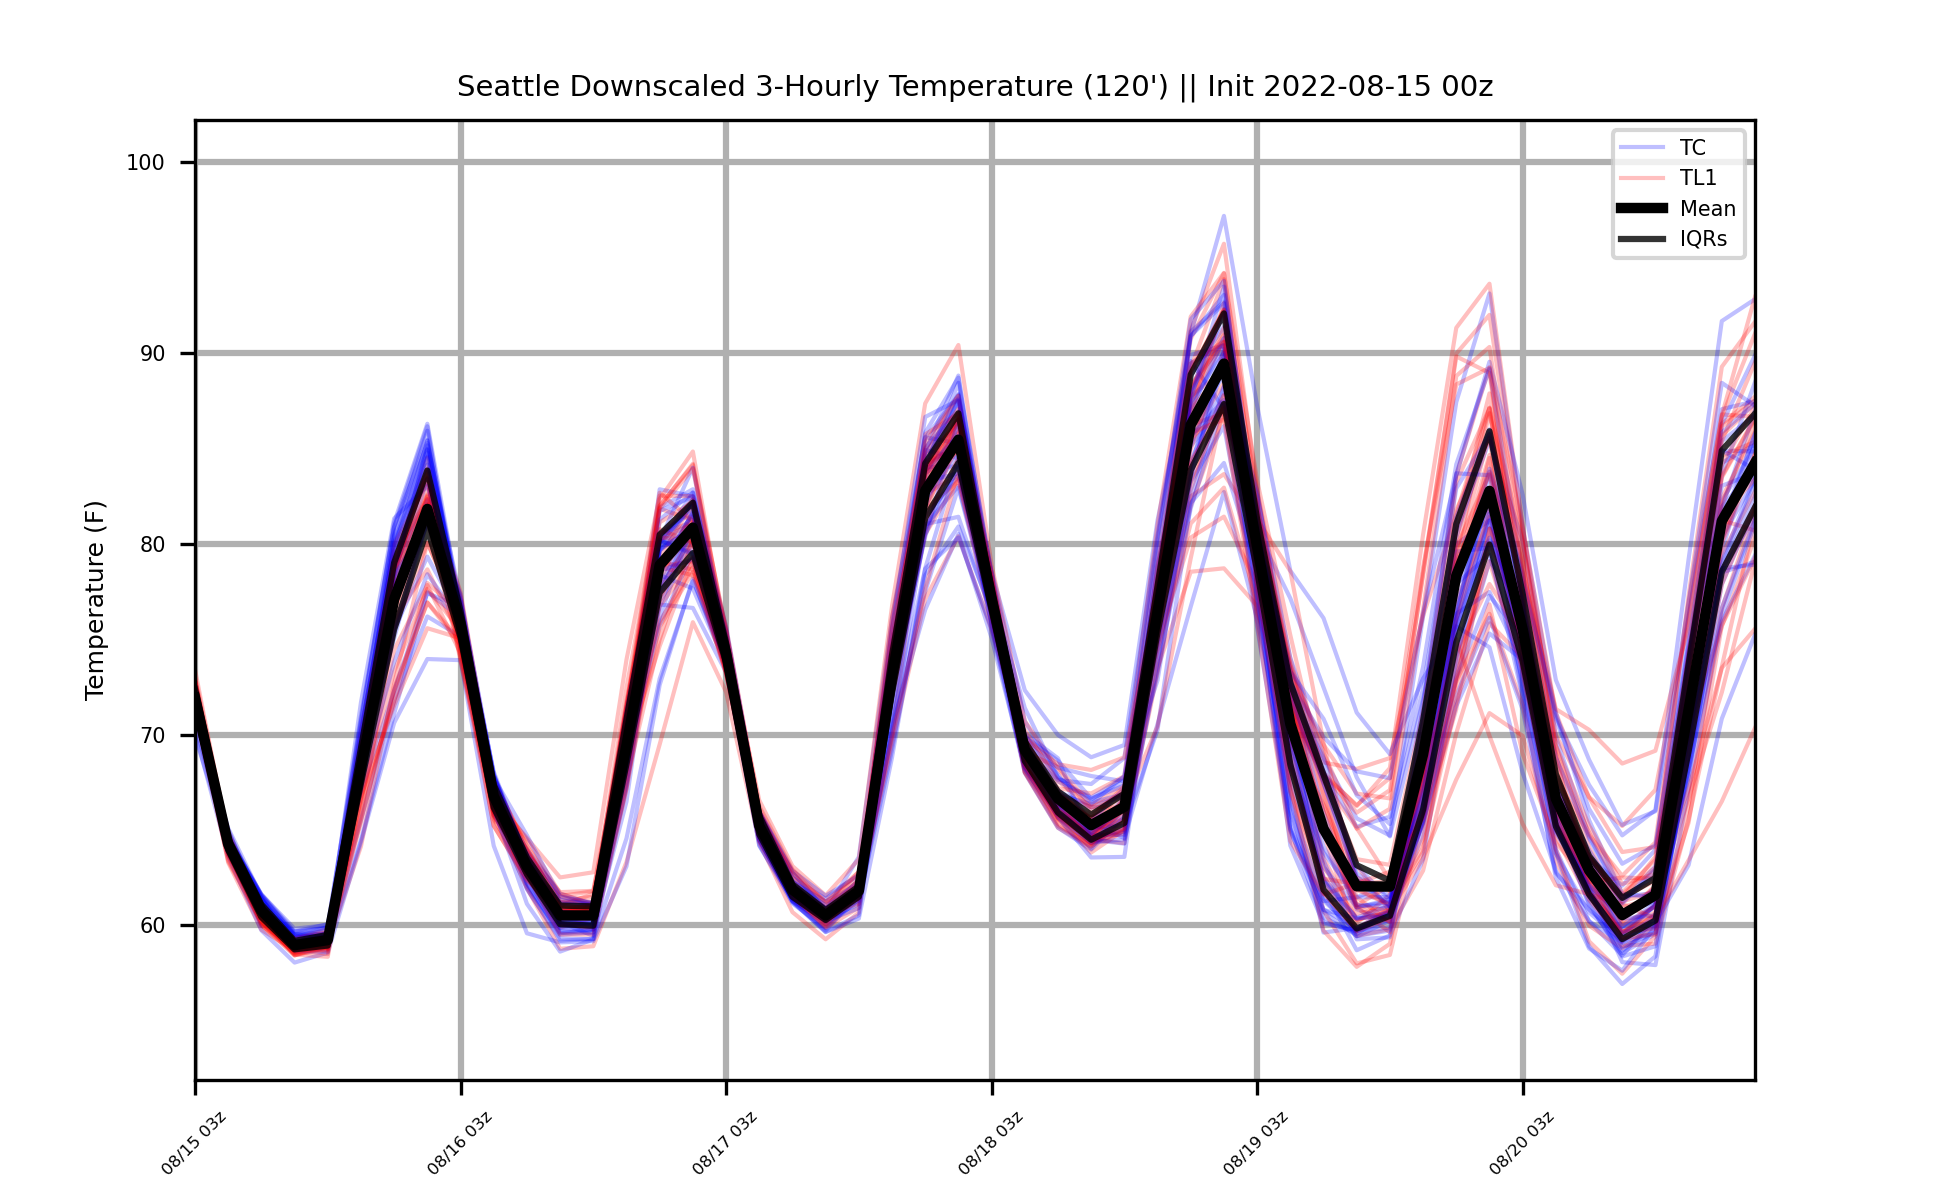 Seattle Downscaled 3-Hourly Temperature (120') || Init 2022-08-15 00z
TC
TL1
Mean
IQRs
Temperature (F)
100
90
80
70
60
08/15 03z
08/16 03z
08/17 03z
08/18 03z
08/19 03z
08/20 03z